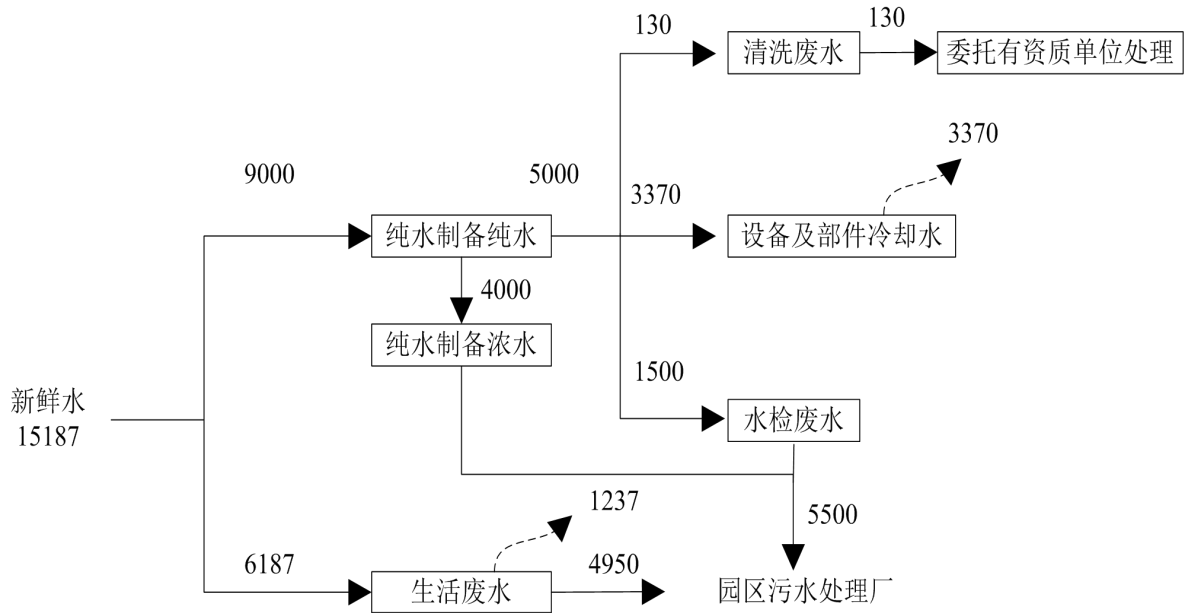 130
清洗废水
130
委托有资质单位处理
3370
9000
5000
3370
纯水制备纯水
设备及部件冷却水
4000
纯水制备浓水
1500
新鲜水
15187
水检废水
1237
5500
6187
生活废水
4950
园区污水处理厂